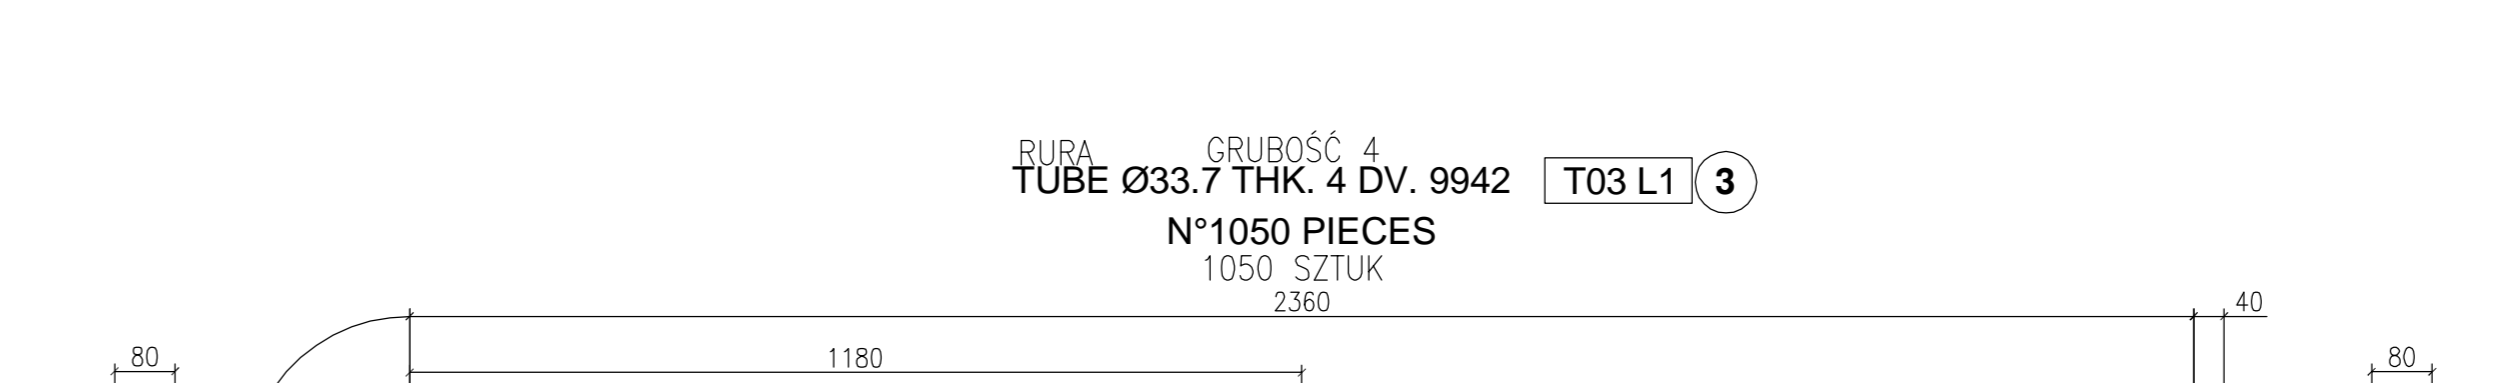 RURA GRUBOŚĆ 4
TUBE Ø33.7 THK. 4 DV. 9942 T03 L1 3
N°1050 PIECES
1050 SZTUK
2360
40
80
1180
80